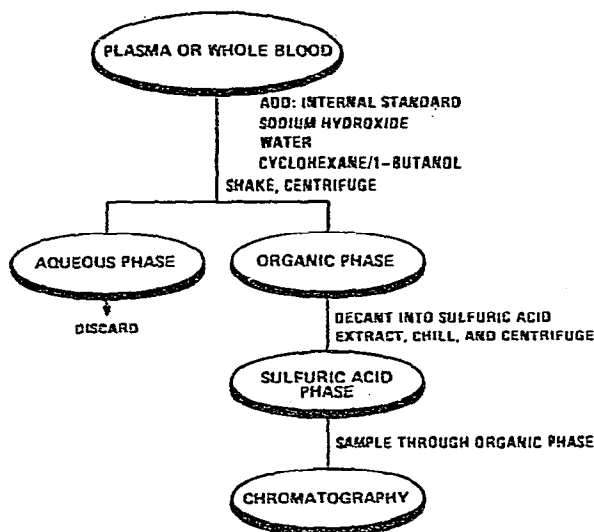 PLASMA OR WHOLE BLOOD
ADD: INTERNAL STANDARD
SODIUM HYDROXIDE
WATER
CYCLOHEXANE/1-BUTANOL
SHAKE, CENTRIFUGE
AQUEOUS PHASE
ORGANIC PHASE
DISCARD
DECANT INTO SULFURIC ACID
EXTRACT, CHILL, AND CENTRIFUGE
SULFURIC ACID
PHASE
SAMPLE THROUGH ORGANIC PHASE
CHROMATOGRAPHY